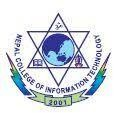 NEPAL COLLEGE OF INFORMATION TECHNOLOGY
2001